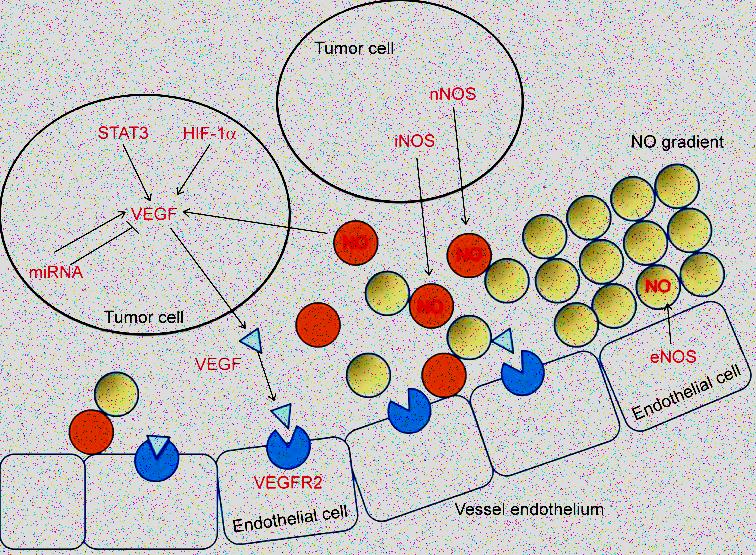 Tumor cell
nNOS
iNOS
STAT3
HIF-1α
NO gradient
VEGF
NO
NO
miRNA
NO
NO
Tumor cell
VEGF
eNOS
Endothelial cell
VEGFR2
Endothelial cell
Vessel endothelium